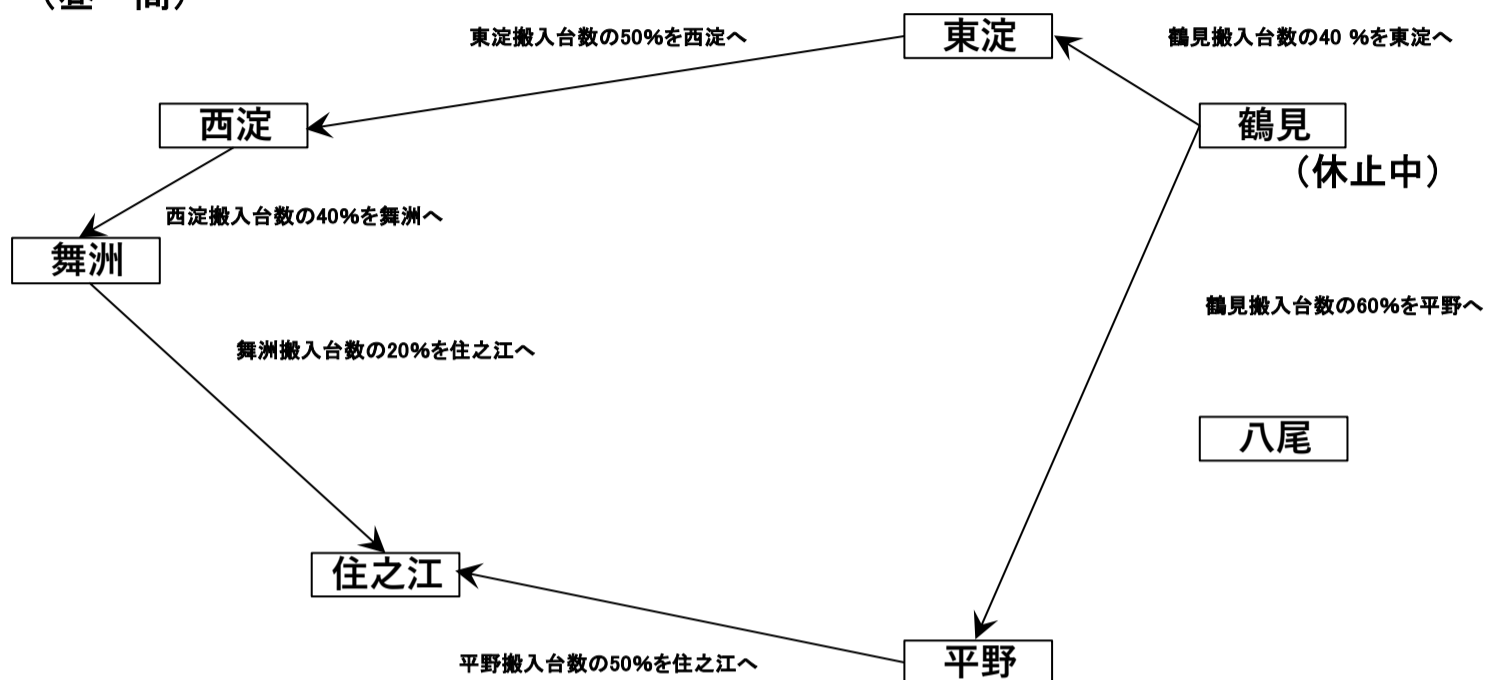 東淀
東淀搬入台数の50%を西淀へ
鶴見搬入台数の40 %を東淀へ
西淀
鶴見
(休止中)
西淀搬入台数の40%を舞洲へ
舞洲
鶴見搬入台数の60%を平野へ
舞洲搬入台数の20%を住之江へ
八尾
住之江
平野搬入台数の50%を住之江へ
平野